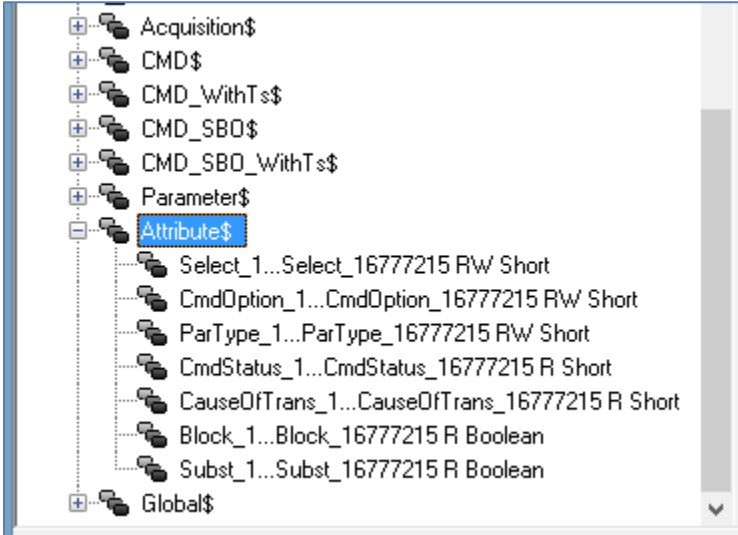 Acquisition$
CMD$
CMD_WithTs$
CMD_SBO$
CMD_SBO_WithTs$
Parameter$
Attribute$
Select_1...Select_16777215 RW Short
CmdOption_1...CmdOption_16777215 RW Short
ParType_1...ParType_16777215 RW Short
CmdStatus_1...CmdStatus_16777215 R Short
CauseOfTrans_1...CauseOfTrans_16777215 R Short
Block_1...Block_16777215 R Boolean
Subst_1...Subst_16777215 R Boolean
Global$